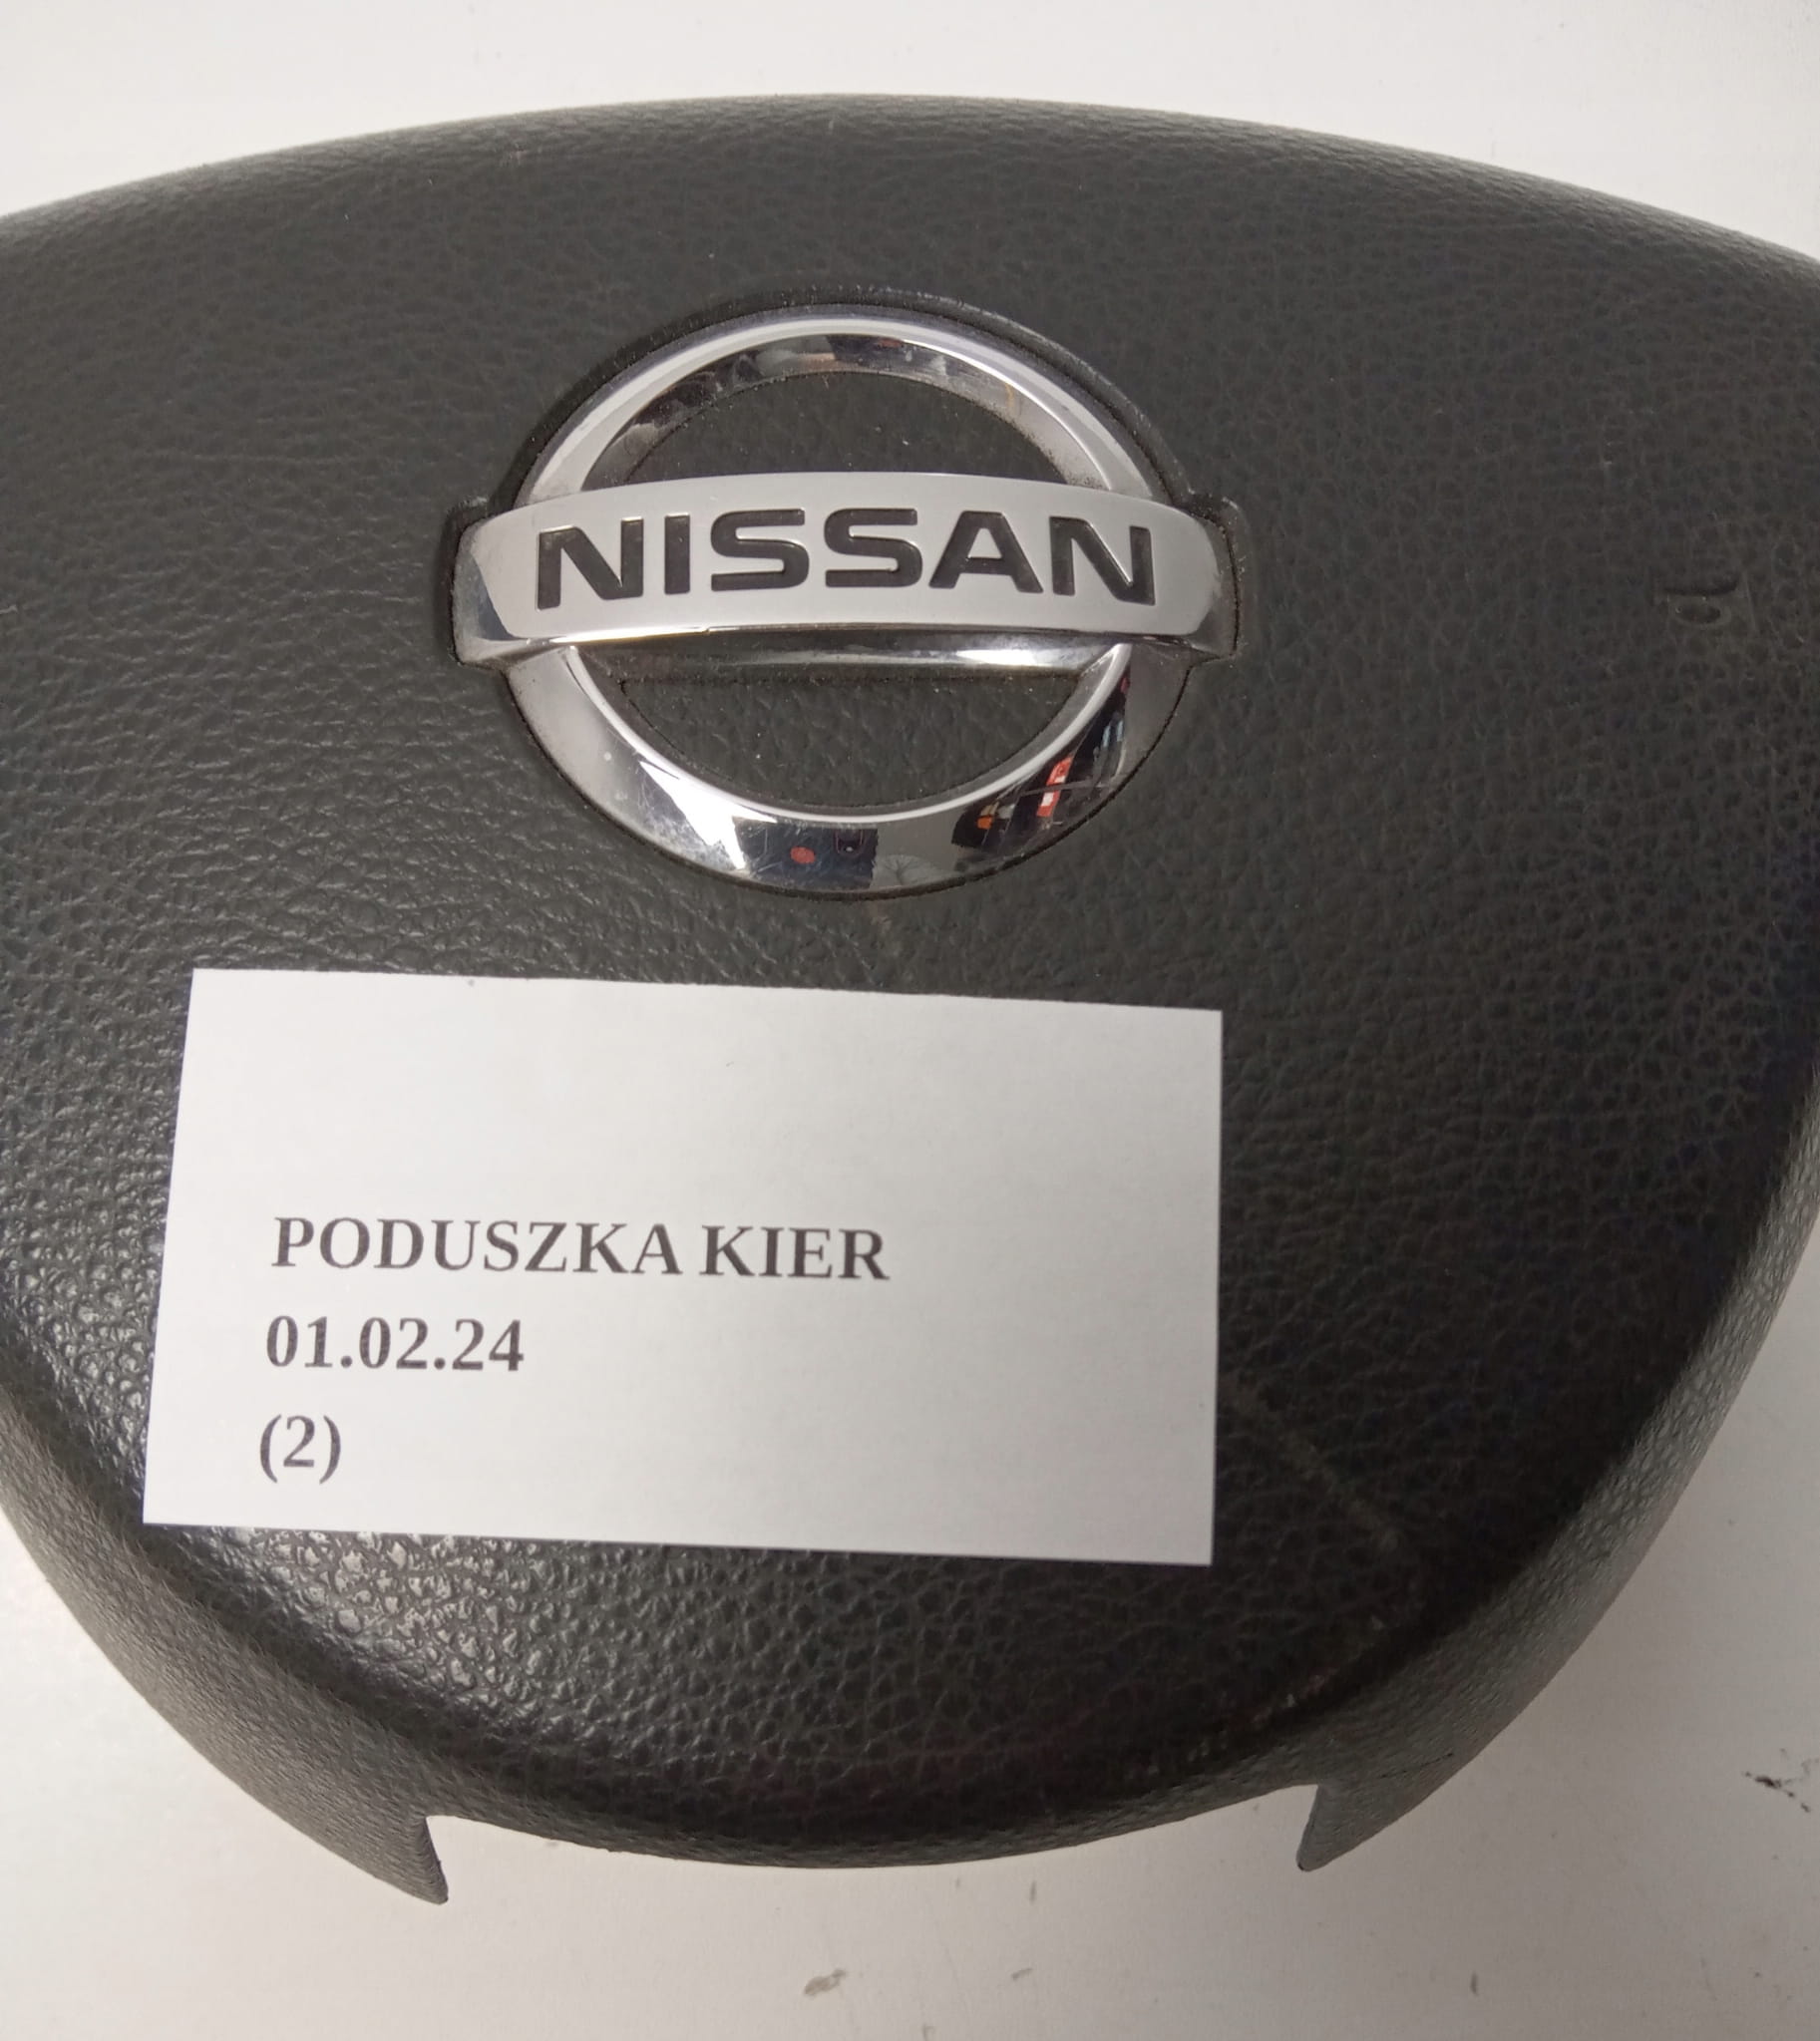 NISSAN
PODUSZKA KIER
01.02.24
(2)